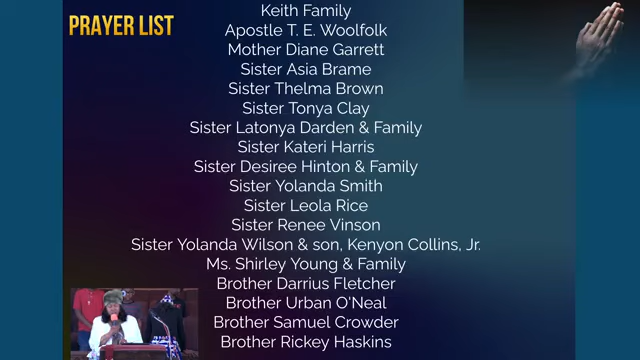 PRAYER LIST
Keith Family
Apostle T. E. Woolfolk
Mother Diane Garrett
Sister Asia Brame
Sister Thelma Brown
Sister Tonya Clay
Sister Latonya Darden & Family
Sister Kateri Harris
Sister Desiree Hinton & Family
Sister Yolanda Smith
Sister Leola Rice
Sister Renee Vinson
Sister Yolanda Wilson & son, Kenyon Collins, Jr.
Ms. Shirley Young & Family
Brother Darrius Fletcher
Brother Urban O'Neal
Brother Samuel Crowder
Brother Rickey Haskins